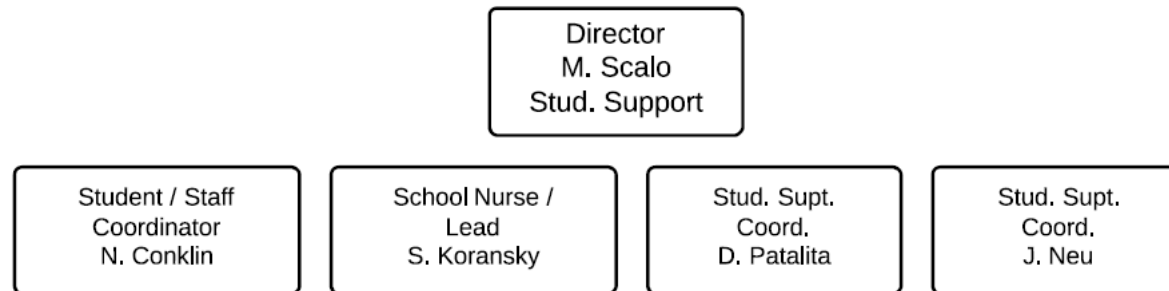 Director
M. Scalo
Stud. Support
Student / Staff
Coordinator
N. Conklin
School Nurse /
Lead
S. Koransky
Stud. Supt.
Coord.
D. Patalita
Stud. Supt.
Coord.
J. Neu